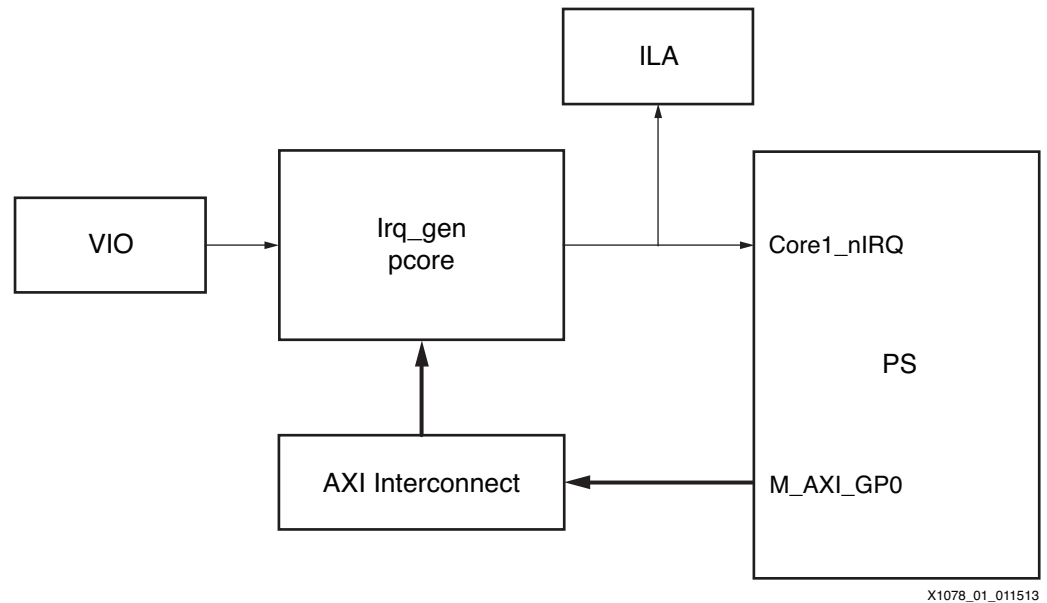 ILA
VIO
Irq_gen
pcore
Core1_nIRQ
PS
AXI Interconnect
M_AXI_GP0
X1078_01_011513